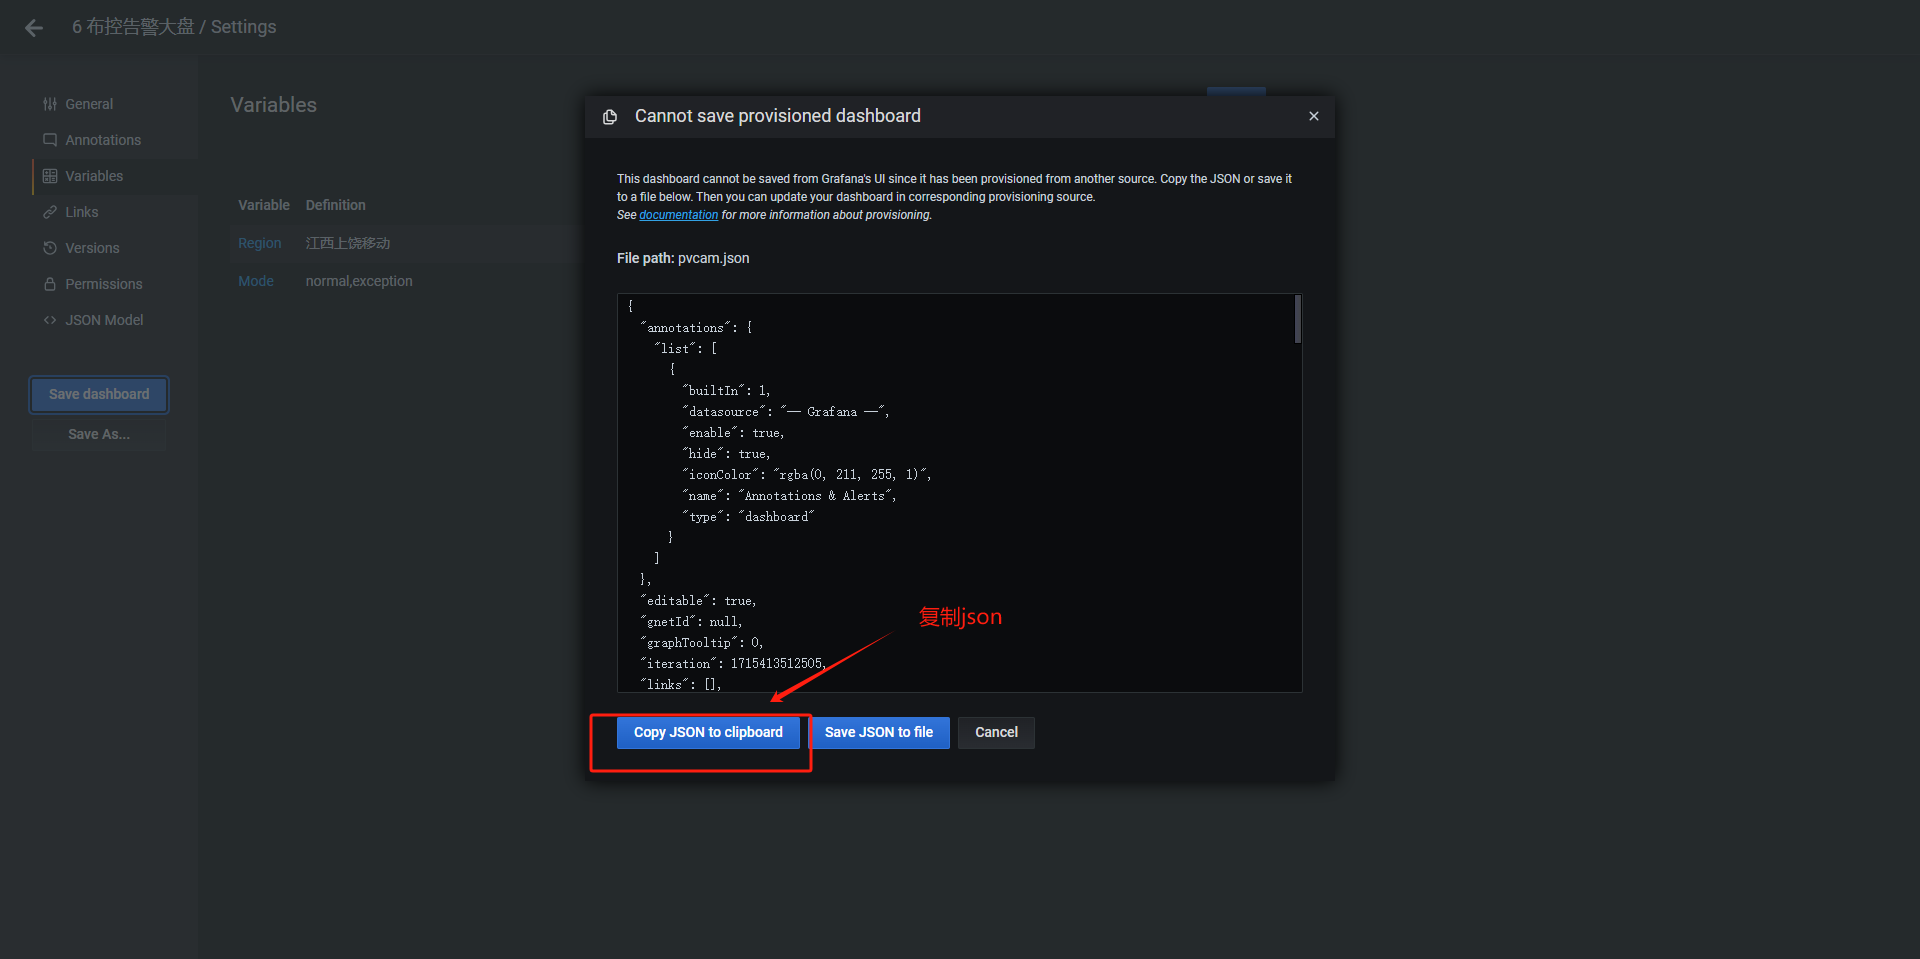 6 布控告警大盘 / Settings
General
Annotations
Variables
Links
Versions
Permissions
JSON Model
Save dashboard
Save As...
Variables
Variable Definition
Region 江西上饶移动
Mode normal,exception
Cannot save provisioned dashboard
This dashboard cannot be saved from Grafana's UI since it has been provisioned from another source. Copy the JSON or save it
to a file below. Then you can update your dashboard in corresponding provisioning source.
See documentation for more information about provisioning.
File path: pvcam.json
{
"annotations": {
"list": [
{
"builtIn": 1,
"datasource": "-- Grafana --",
"enable": true,
"hide": true,
"iconColor": "rgba(0, 211, 255, 1)",
"name": "Annotations & Alerts",
"type": "dashboard"
}
]
},
"editable": true,
"gnetId": null,
"graphTooltip": 0,
"iteration": 1715413512505,
"links": [],
复制json
Copy JSON to clipboard
Save JSON to file
Cancel